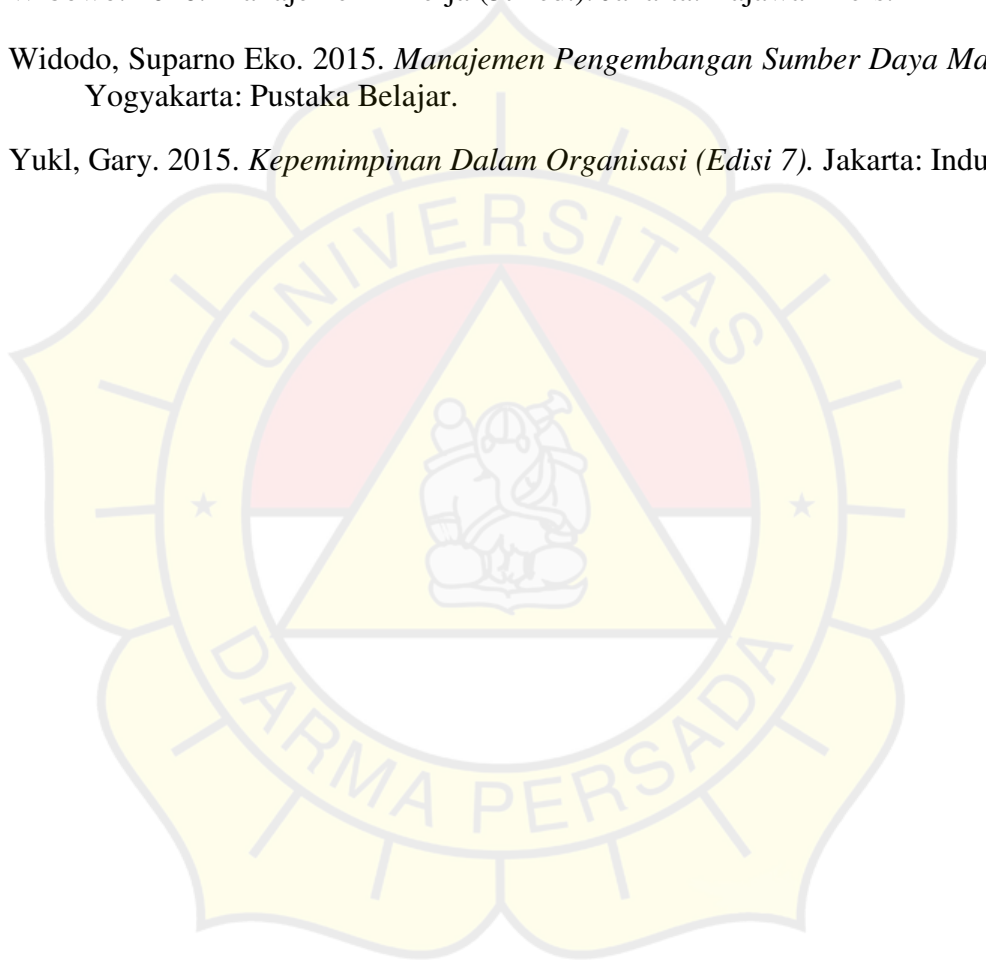 Widodo, Suparno Eko. 2015. Manajemen Pengembangan Sumber Daya Ma
Yogyakarta: Pustaka Belajar.
Yukl, Gary. 2015. Kepemimpinan Dalam Organisasi (Edisi 7). Jakarta: Indu
UNIVERSITAS
DARMA PERSADA